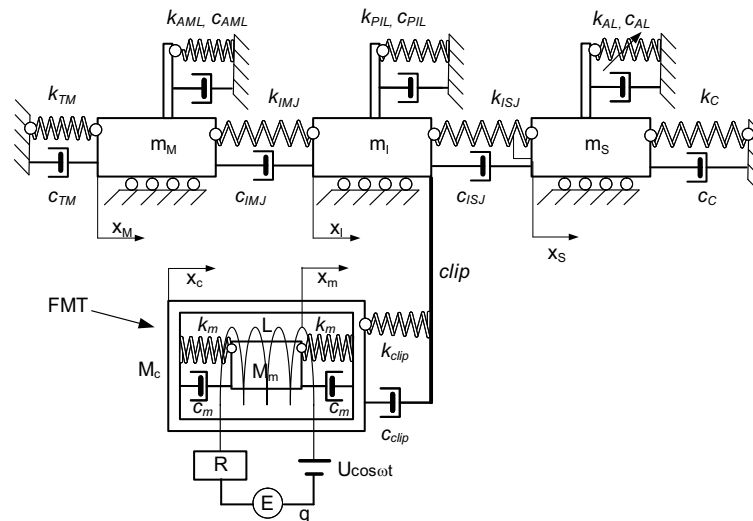 k_AML, c_AML
k_PIL, c_PIL
k_AL, c_AL
k_TM
k_IMJ
k_ISJ
k_C
m_M
m_I
m_S
c_TM
c_IMJ
c_ISJ
c_C
x_M
x_I
x_S
x_c
x_m
clip
FMT
k_m
L
k_m
k_clip
M_c
M_m
c_m
c_m
c_clip
R
Ucosωt
E
q